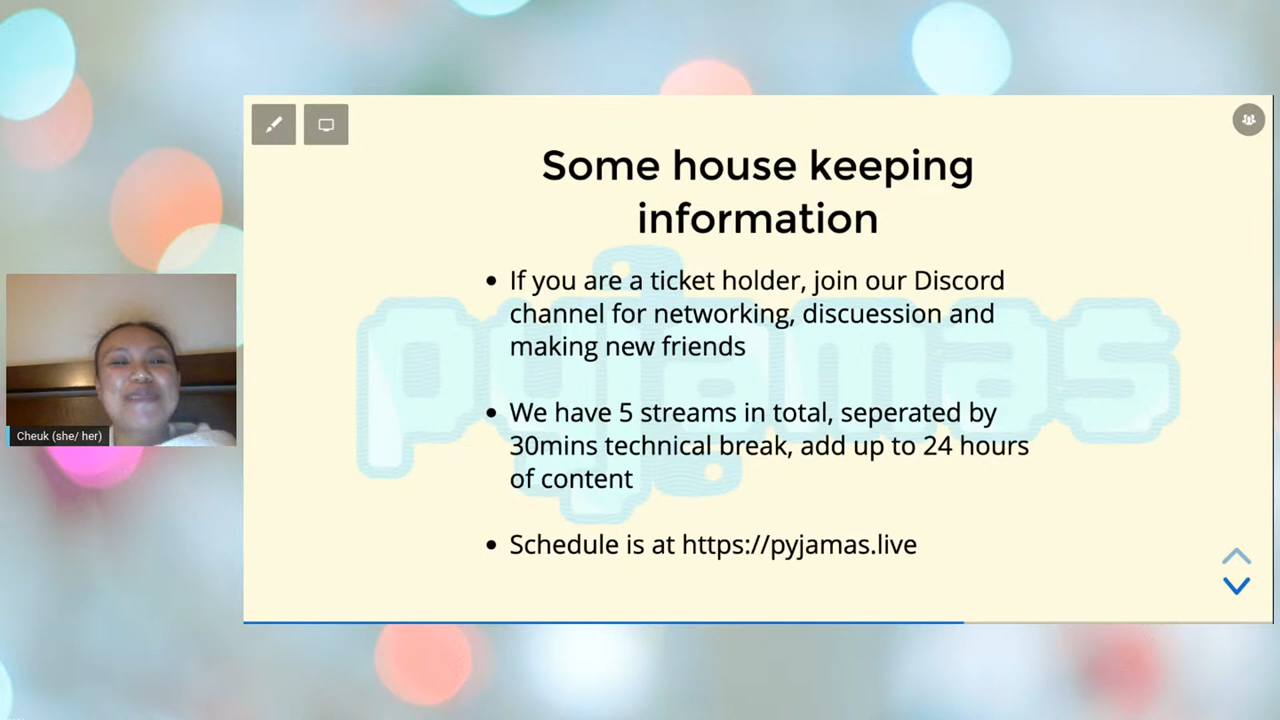 Some house keeping
information
If you are a ticket holder, join our Discord
channel for networking, discuession and
making new friends
We have 5 streams in total, seperated by
30mins technical break, add up to 24 hours
of content
Schedule is at https://pyjamas.live
pyjamas
Cheuk (she/ her)